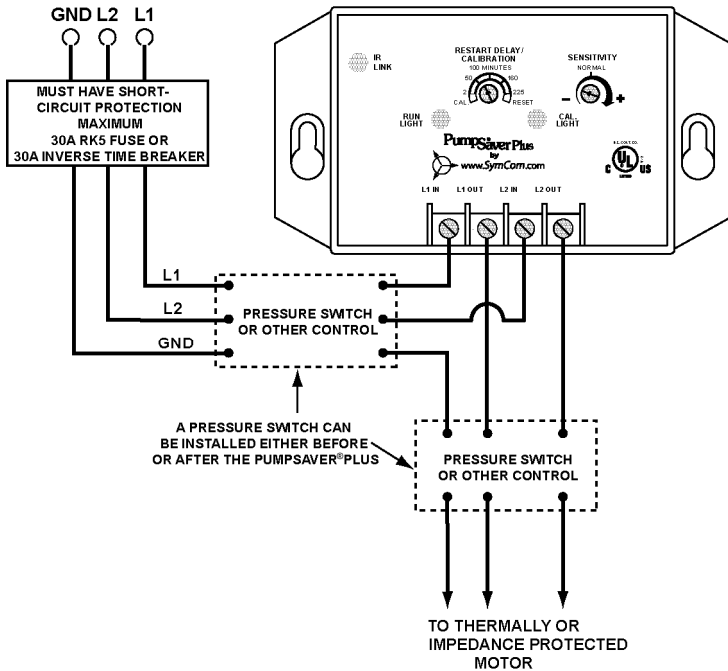 GND L2 L1
MUST HAVE SHORT-
CIRCUIT PROTECTION
MAXIMUM
30A RK5 FUSE OR
30A INVERSE TIME BREAKER
IR
LINK
RESTART DELAY/
CALIBRATION
100 MINUTES
50 160
2 225
CAL RESET
SENSITIVITY
NORMAL
- +
RUN
LIGHT
CAL.
LIGHT
PumpSaver Plus
by
www.SymCom.com
C UL US
LISTED
L1 IN L1 OUT L2 IN L2 OUT
L1
L2
GND
PRESSURE SWITCH
OR OTHER CONTROL
A PRESSURE SWITCH CAN
BE INSTALLED EITHER BEFORE
OR AFTER THE PUMPSAVER®PLUS
PRESSURE SWITCH
OR OTHER CONTROL
TO THERMALLY OR
IMPEDANCE PROTECTED
MOTOR